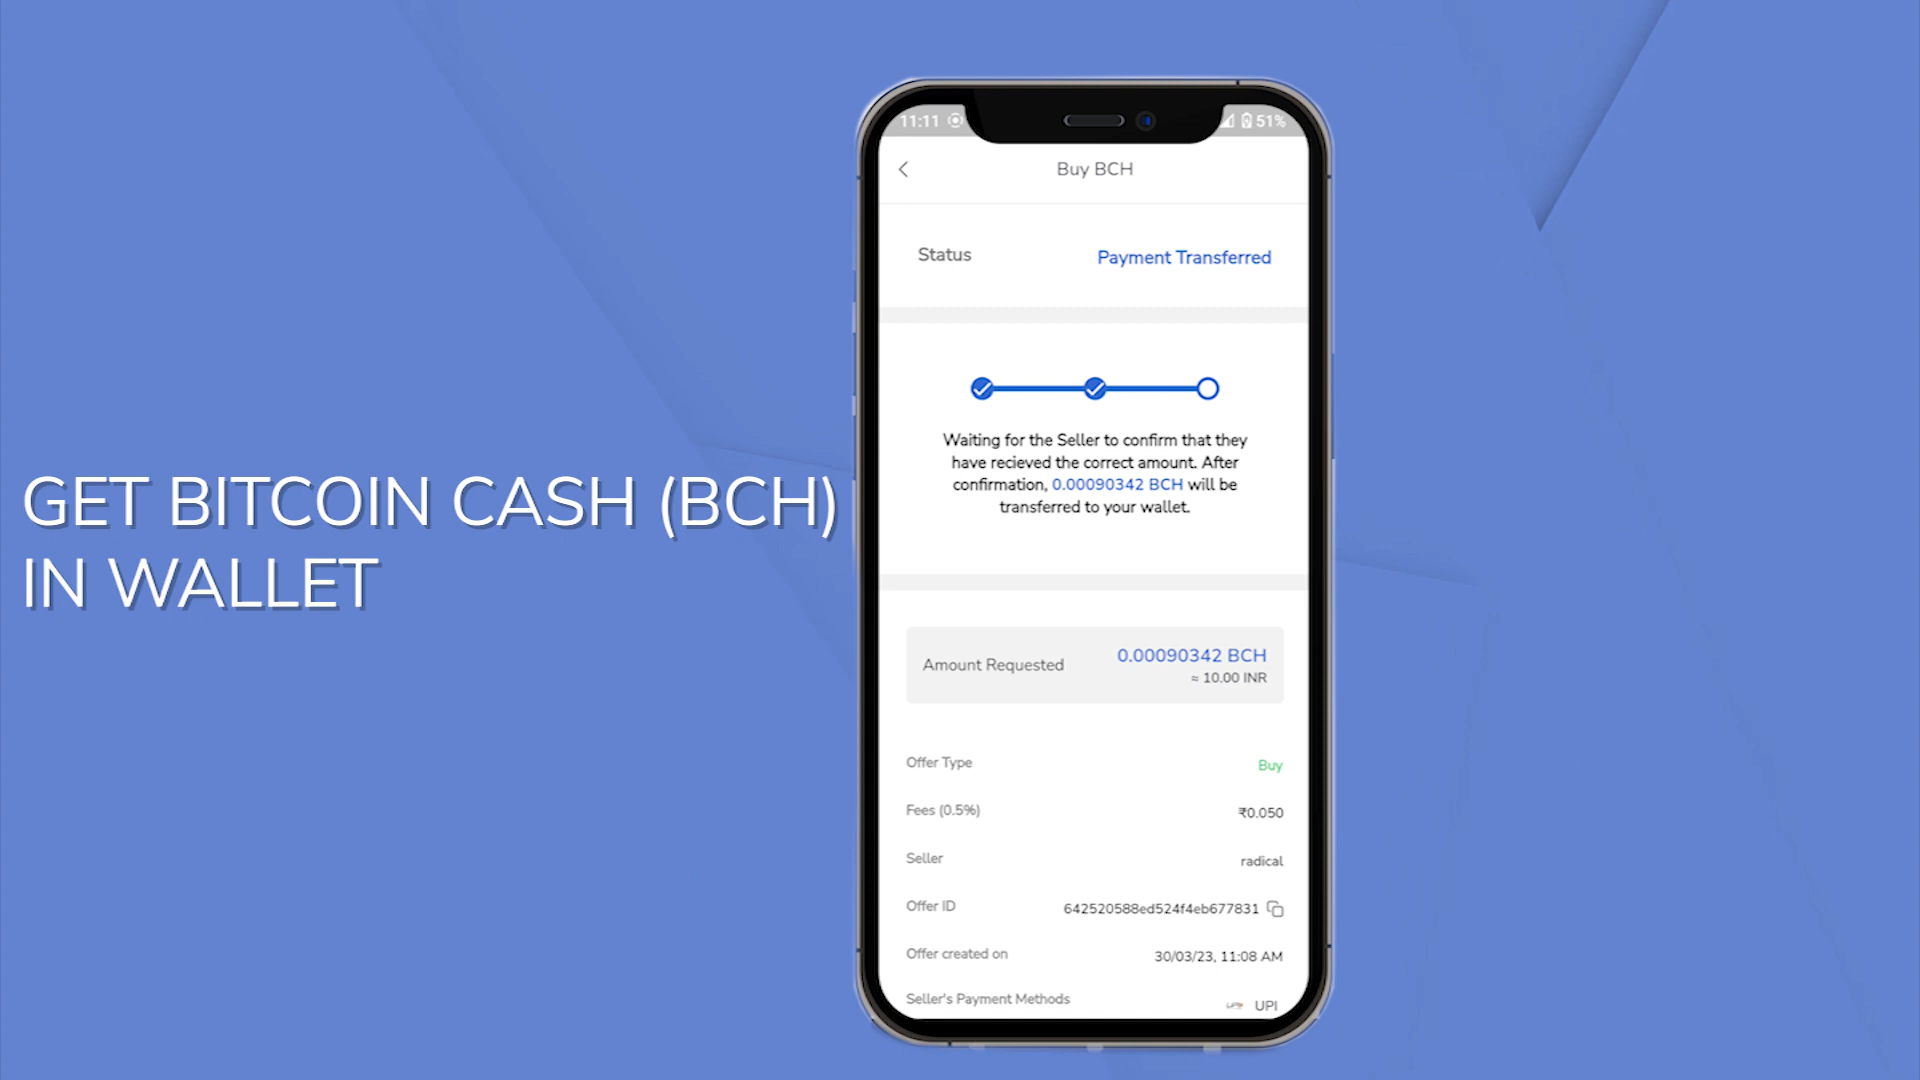 GET BITCOIN CASH (BCH)
IN WALLET
11:11
51%
Buy BCH
Status
Payment Transferred
Waiting for the Seller to confirm that they
have recieved the correct amount. After
confirmation, 0.00090342 BCH will be
transferred to your wallet.
Amount Requested
0.00090342 BCH
≈ 10.00 INR
Offer Type
Buy
Fees (0.5%)
₹0.050
Seller
radical
Offer ID
642520588ed524f4eb677831
Offer created on
30/03/23, 11:08 AM
Seller's Payment Methods
UPI UPI